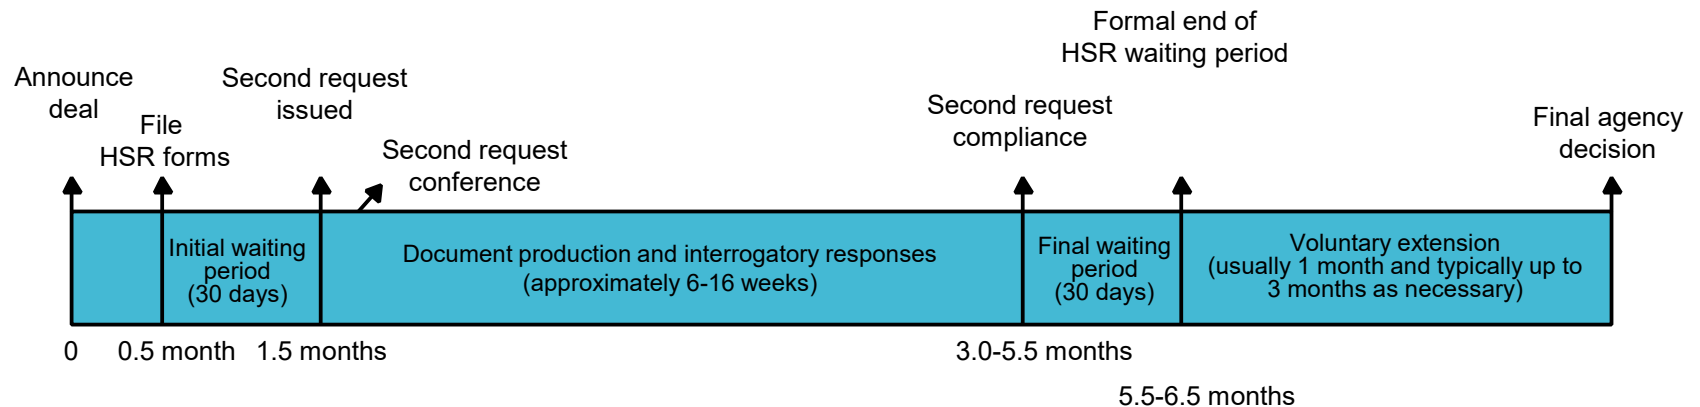 Announce
deal
File
HSR forms
Second request
issued
Second request
conference
Second request
compliance
Formal end of
HSR waiting period
Final agency
decision
Initial waiting
period
(30 days)
Document production and interrogatory responses
(approximately 6-16 weeks)
Final waiting
period
(30 days)
Voluntary extension
(usually 1 month and typically up to
3 months as necessary)
0
0.5 month
1.5 months
3.0-5.5 months
5.5-6.5 months